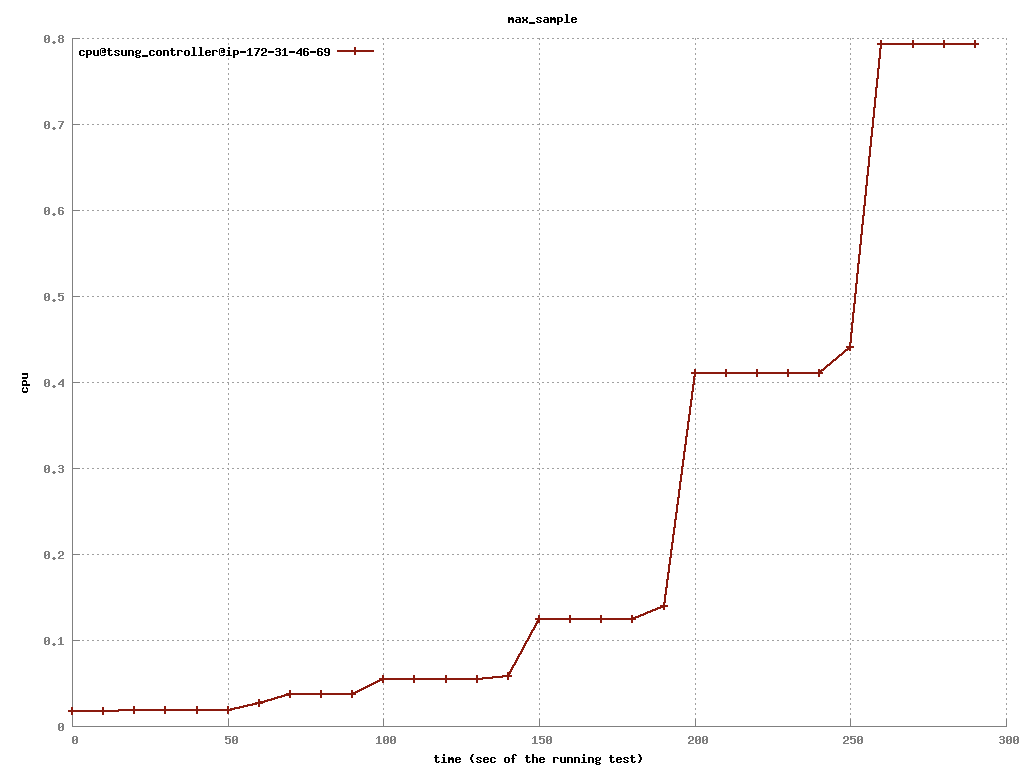 max_sample
cpu@tsung_controller@ip-172-31-46-69
0.8
0.7
0.6
0.5
0.4
0.3
0.2
0.1
0
cpu
0 50 100 150 200 250 300
time (sec of the running test)